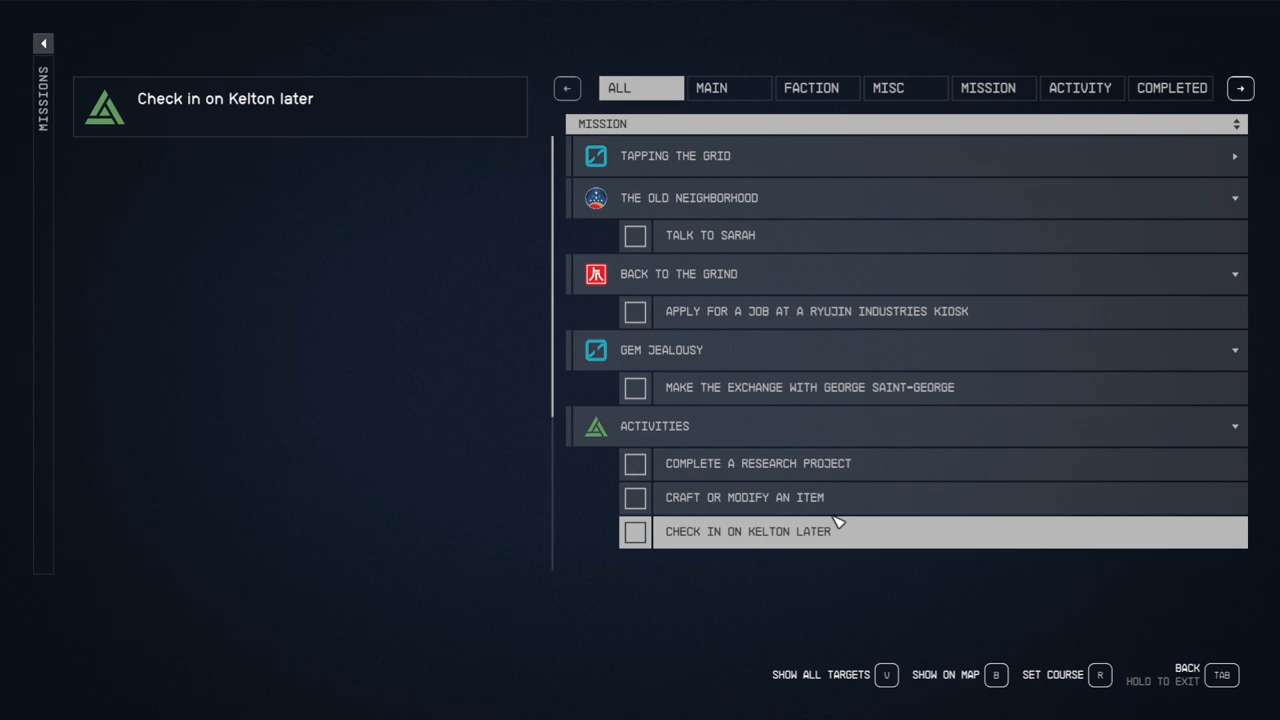 MISSIONS
Check in on Kelton later
ALL MAIN FACTION MISC MISSION ACTIVITY COMPLETED
MISSION
TAPPING THE GRID
THE OLD NEIGHBORHOOD
TALK TO SARAH
BACK TO THE GRIND
APPLY FOR A JOB AT A RYUJIN INDUSTRIES KIOSK
GEM JEALOUSY
MAKE THE EXCHANGE WITH GEORGE SAINT-GEORGE
ACTIVITIES
COMPLETE A RESEARCH PROJECT
CRAFT OR MODIFY AN ITEM
CHECK IN ON KELTON LATER
SHOW ALL TARGETS V SHOW ON MAP B SET COURSE R BACK TAB
HOLD TO EXIT